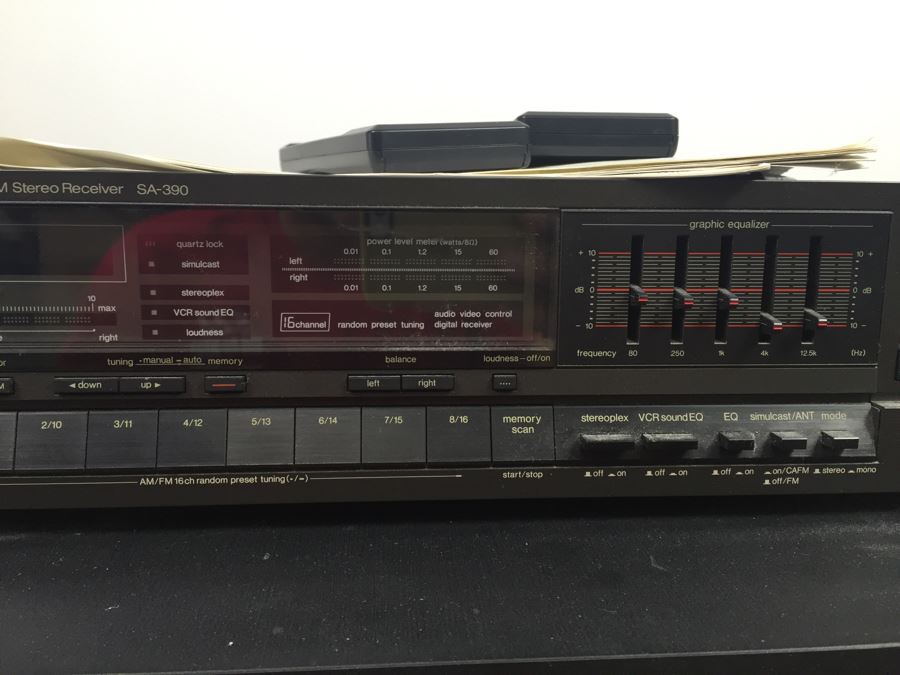 M Stereo Receiver SA-390
graphic equalizer
quartz lock
simulcast
stereoplex
VCR sound EQ
loudness
power level meter (watts/8Ω)
0.01 0.1 1.2 15 60
left
right
0.01 0.1 1.2 15 60
16channel random preset tuning
audio video control
digital receiver
10 max
right
+ 10 10 +
dB 0 0 dB
- 10 10 -
frequency 80 250 1k 4k 12.5k (Hz)
tuning -manual - auto memory
balance
loudness - off/on
M
◄ down up ►
left right
2/10 3/11 4/12 5/13 6/14 7/15 8/16
memory
scan
start/stop
AM/FM 16ch random preset tuning (-/-)
stereoplex VCR sound EQ EQ simulcast/ANT mode
off on off on off on on/CAFM stereo mono
off/FM